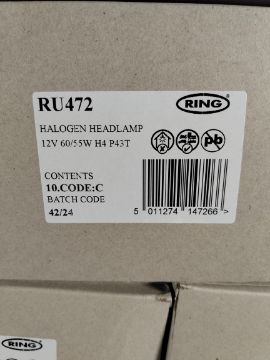 RU472
RING
HALOGEN HEADLAMP
12V 60/55W H4 P43T
pb
CONTENTS
10.CODE:C
BATCH CODE
42/24
5 011274 147266 >
RING
RING